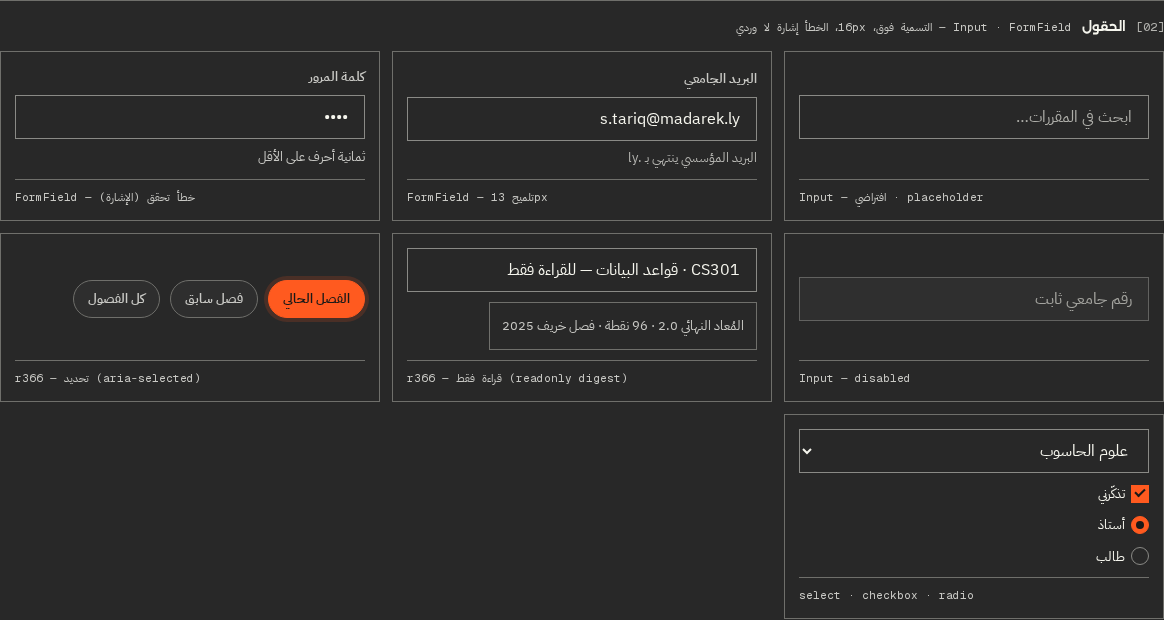 [02] الحقول Input · FormField — التسمية فوق، 16px، الخطأ إشارة لا وردي
ابحث في المقررات...
Input — افتراضي · placeholder
البريد الجامعي
s.tariq@madarek.ly
البريد المؤسسي ينتهي بـ .ly
FormField — 13 تلميحpx
كلمة المرور
••••
ثمانية أحرف على الأقل
FormField — خطأ تحقق (الإشارة)
رقم جامعي ثابت
Input — disabled
CS301 · قواعد البيانات — للقراءة فقط
المُعاد النهائي 2.0 · 96 نقطة · فصل خريف 2025
r366 — قراءة فقط (readonly digest)
الفصل الحالي
فصل سابق
كل الفصول
r366 — تحديد (aria-selected)
علوم الحاسوب
تذكّرني
أستاذ
طالب
select · checkbox · radio